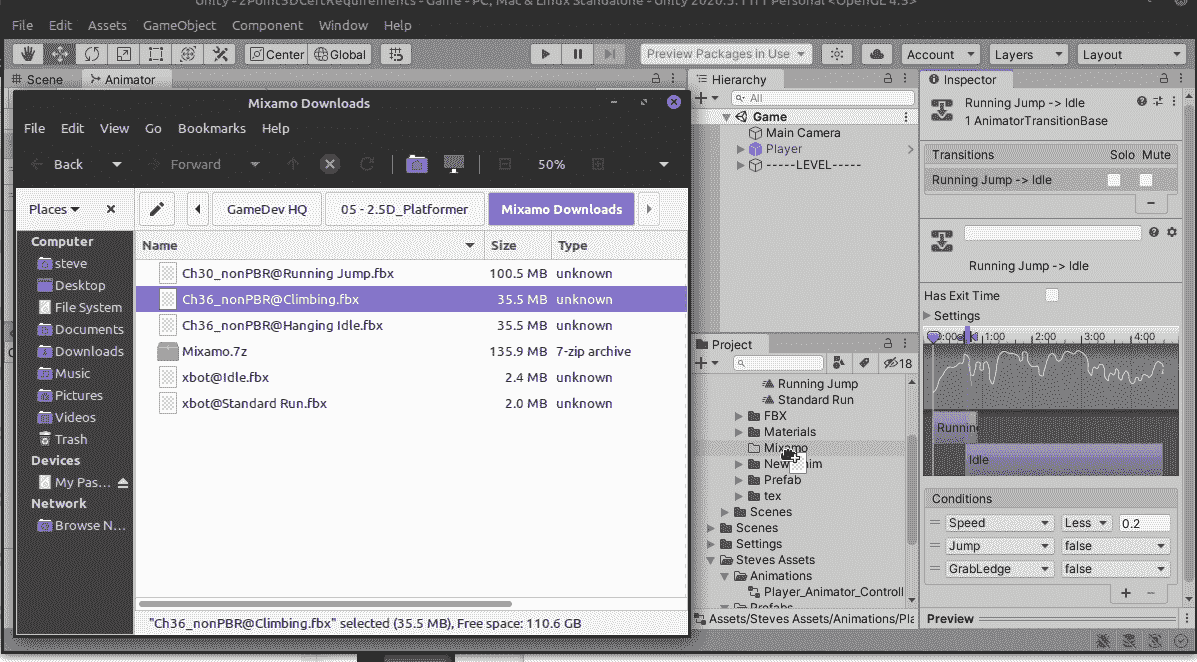 Unity - 2Point5DCertRequirements - Game - PC, Mac & Linux Standalone - Unity 2020.3.11f1 Personal <OpenGL 4.5>
File Edit Assets GameObject Component Window Help
Center Global Preview Packages in Use Account Layers Layout
Scene Animator Hierarchy Inspector
Mixamo Downloads
File Edit View Go Bookmarks Help
Back Forward 50%
Places GameDev HQ 05 - 2.5D_Platformer Mixamo Downloads
Computer
steve
Desktop
File System
Documents
Downloads
Music
Pictures
Videos
Trash
Devices
My Pas...
Network
Browse N...
Name Size Type
Ch30_nonPBR@Running Jump.fbx 100.5 MB unknown
Ch36_nonPBR@Climbing.fbx 35.5 MB unknown
Ch36_nonPBR@Hanging Idle.fbx 35.5 MB unknown
Mixamo.7z 135.9 MB 7-zip archive
xbot@Idle.fbx 2.4 MB unknown
xbot@Standard Run.fbx 2.0 MB unknown
"Ch36_nonPBR@Climbing.fbx" selected (35.5 MB), Free space: 110.6 GB
All
Game
Main Camera
Player
-----LEVEL-----
Project
18
Running Jump
Standard Run
FBX
Materials
Mixamo
Prefab
tex
Scenes
Scenes
Settings
Steves Assets
Animations
Player_Animator_Controll
Prefabs
Assets/Steves Assets/Animations/Pla
Running Jump -> Idle
1 AnimatorTransitionBase
Transitions Solo Mute
Running Jump -> Idle
Running Jump -> Idle
Has Exit Time
Settings
1:00 2:00 3:00 4:00
Running
Idle
Conditions
Speed Less 0.2
Jump false
GrabLedge false
Preview